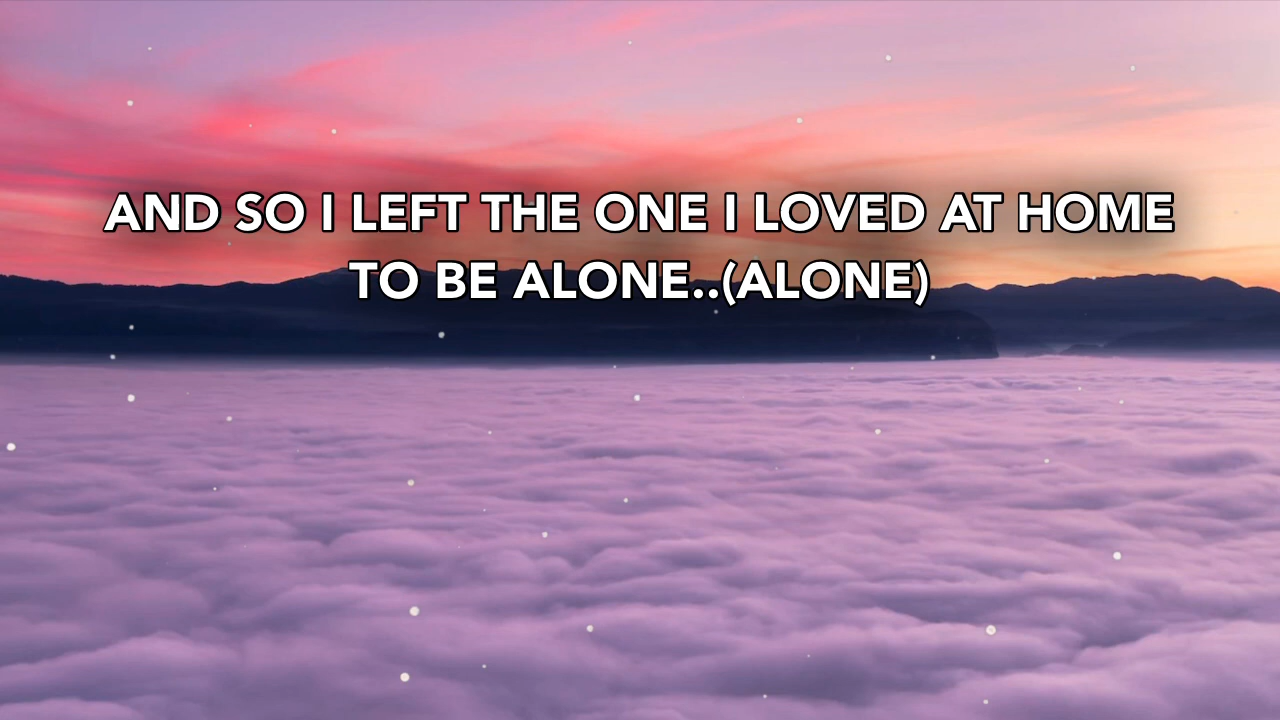 AND SO I LEFT THE ONE I LOVED AT HOME
TO BE ALONE..(ALONE)